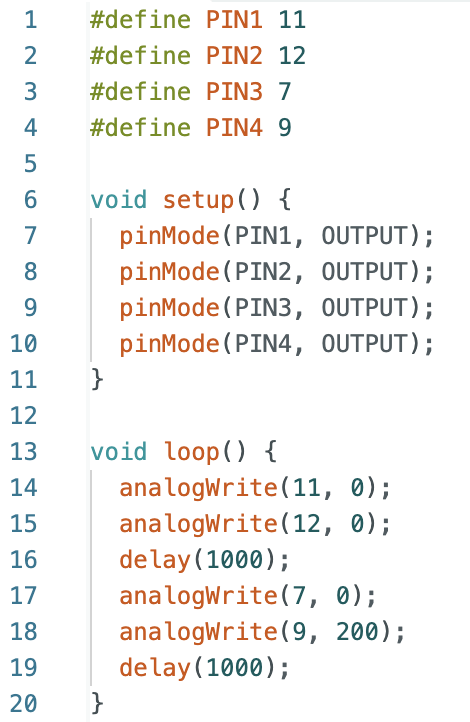 1 #define PIN1 11
2 #define PIN2 12
3 #define PIN3 7
4 #define PIN4 9
5
6 void setup() {
7   pinMode(PIN1, OUTPUT);
8   pinMode(PIN2, OUTPUT);
9   pinMode(PIN3, OUTPUT);
10   pinMode(PIN4, OUTPUT);
11 }
12
13 void loop() {
14   analogWrite(11, 0);
15   analogWrite(12, 0);
16   delay(1000);
17   analogWrite(7, 0);
18   analogWrite(9, 200);
19   delay(1000);
20 }